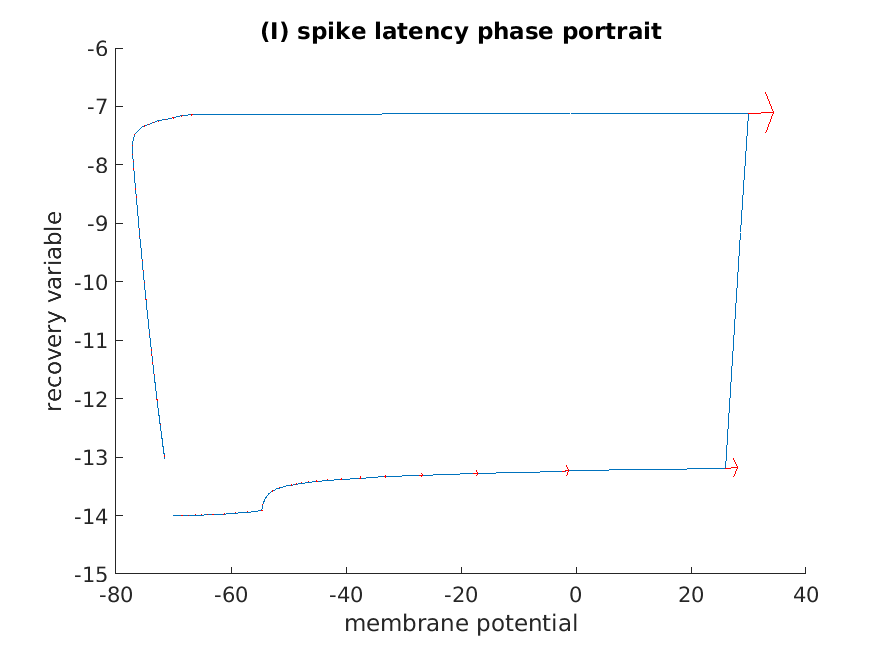 (I) spike latency phase portrait
-6
-7
-8
-9
-10
-11
-12
-13
-14
-15
recovery variable
-80 -60 -40 -20 0 20 40
membrane potential